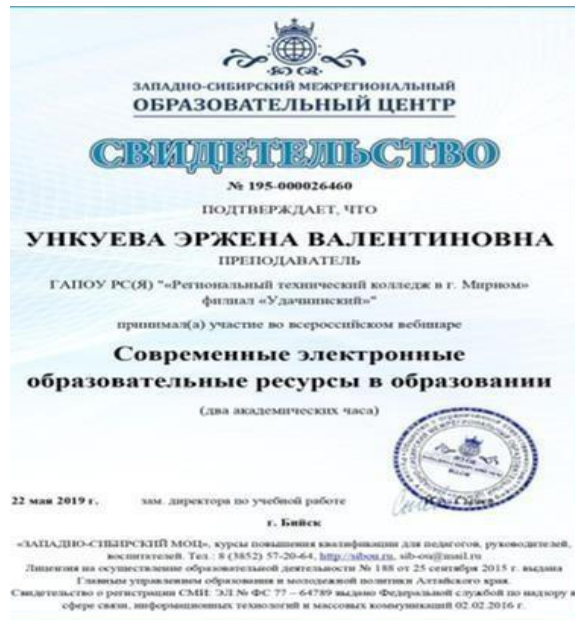 ЗАПАДНО-СИБИРСКИЙ МЕЖРЕГИОНАЛЬНЫЙ
ОБРАЗОВАТЕЛЬНЫЙ ЦЕНТР
СВИДЕТЕЛЬСТВО
№ 195-000026460
ПОДТВЕРЖДАЕТ, ЧТО
УНКУЕВА ЭРЖЕНА ВАЛЕНТИНОВНА
ПРЕПОДАВАТЕЛЬ
ГАПОУ РС(Я) "«Региональный технический колледж в г. Мирном»
филиал «Удачнинский»"
принимал(а) участие во всероссийском вебинаре
Современные электронные
образовательные ресурсы в образовании
(два академических часа)
22 мая 2019 г. зам. директора по учебной работе
г. Бийск
«ЗАПАДНО-СИБИРСКИЙ МОЦ», курсы повышения квалификации для педагогов, руководителей,
воспитателей. Тел.: 8 (3852) 57-20-64, http://sibou.ru, sib-ou@mail.ru
Лицензия на осуществление образовательной деятельности № 188 от 25 сентября 2015 г. выдана
Главным управлением образования и молодежной политики Алтайского края.
Свидетельство о регистрации СМИ: ЭЛ № ФС 77 – 64789 выдано Федеральной службой по надзору в
сфере связи, информационных технологий и массовых коммуникаций 02.02.2016 г.